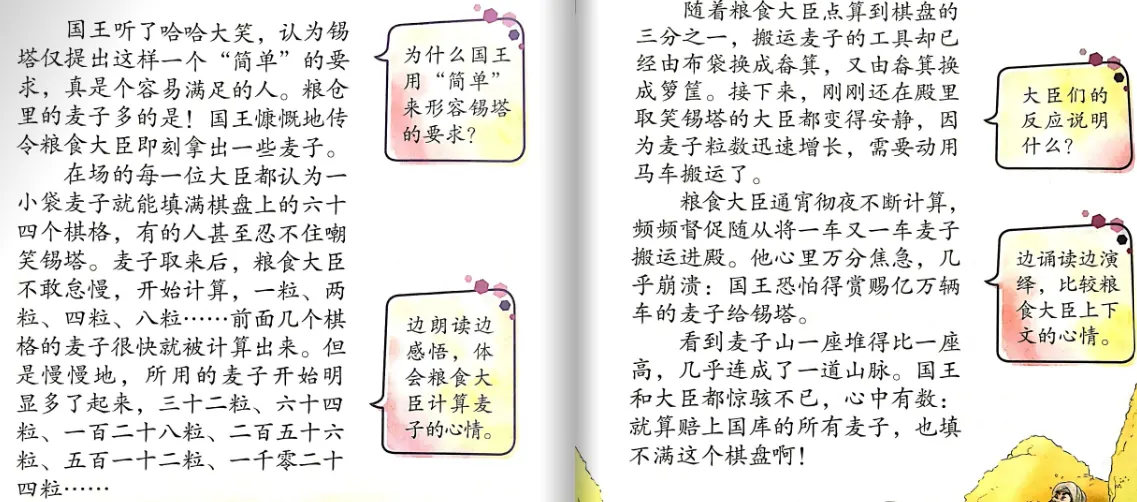 国王听了哈哈大笑，认为锡
塔仅提出这样一个“简单”的要
求，真是个容易满足的人。粮仓
里的麦子多的是！国王慷慨地传
令粮食大臣即刻拿出一些麦子。
在场的每一位大臣都认为一
小袋麦子就能填满棋盘上的六十
四个棋格，有的人甚至忍不住嘲
笑锡塔。麦子取来后，粮食大臣
不敢怠慢，开始计算，一粒、两
粒、四粒、八粒……前面几个棋
格的麦子很快就被计算出来。但
是慢慢地，所用的麦子开始明
显多了起来，三十二粒、六十四
粒、一百二十八粒、二百五十六
粒、五百一十二粒、一千零二十
四粒……
为什么国王
用“简单”
来形容锡塔
的要求？
边朗读边
感悟，体
会粮食大
臣计算麦
子的心情。
随着粮食大臣点算到棋盘的
三分之一，搬运麦子的工具却已
经由布袋换成畚箕，又由畚箕换
成箩筐。接下来，刚刚还在殿里
取笑锡塔的大臣都变得安静，因
为麦子粒数迅速增长，需要动用
马车搬运了。
粮食大臣通宵彻夜不断计算，
频频督促随从将一车又一车麦子
搬运进殿。他心里万分焦急，几
乎崩溃：国王恐怕得赏赐亿万辆
车的麦子给锡塔。
看到麦子山一座堆得比一座
高，几乎连成了一道山脉。国王
和大臣都惊骇不已，心中有数：
就算赔上国库的所有麦子，也填
不满这个棋盘啊！
大臣们的
反应说明
什么？
边诵读边演
绎，比较粮
食大臣上下
文的心情。